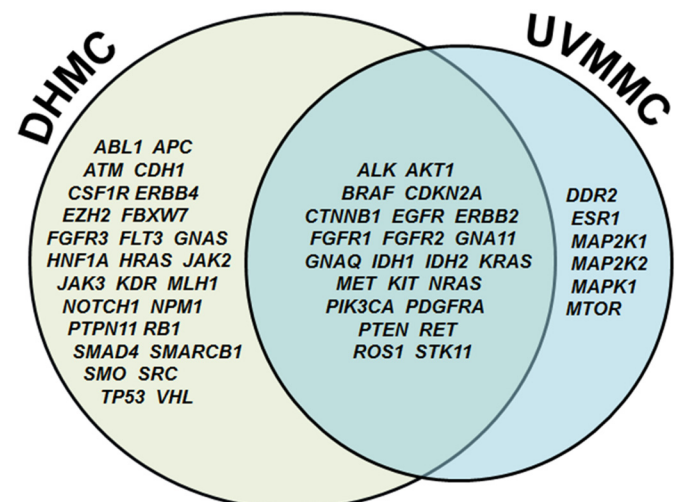 DHMC
UVMMC
ABL1 APC
ATM CDH1
CSF1R ERBB4
EZH2 FBXW7
FGFR3 FLT3 GNAS
HNF1A HRAS JAK2
JAK3 KDR MLH1
NOTCH1 NPM1
PTPN11 RB1
SMAD4 SMARCB1
SMO SRC
TP53 VHL
ALK AKT1
BRAF CDKN2A
CTNNB1 EGFR ERBB2
FGFR1 FGFR2 GNA11
GNAQ IDH1 IDH2 KRAS
MET KIT NRAS
PIK3CA PDGFRA
PTEN RET
ROS1 STK11
DDR2
ESR1
MAP2K1
MAP2K2
MAPK1
MTOR